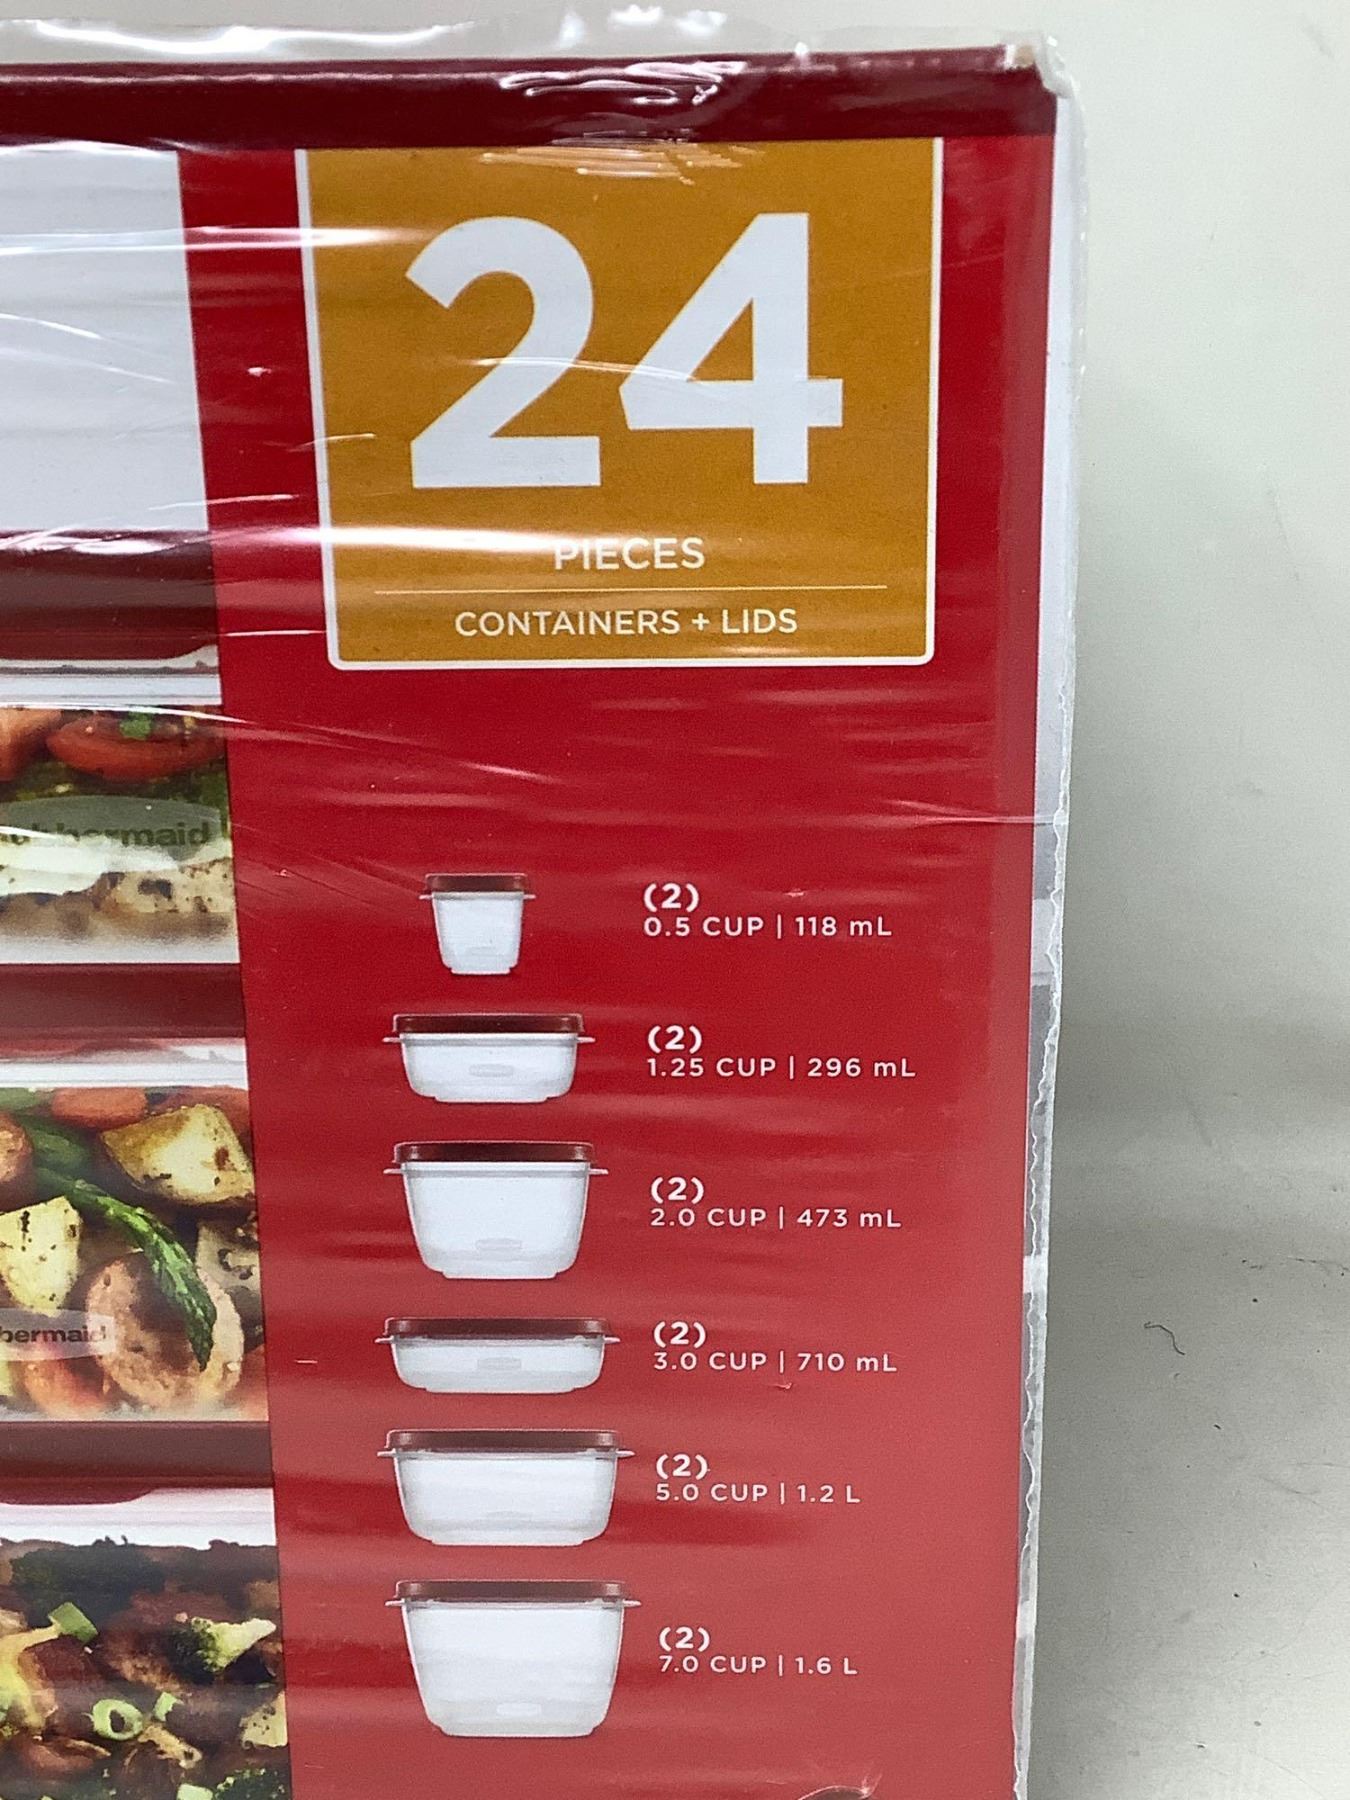 24
PIECES
CONTAINERS + LIDS
(2)
0.5 CUP | 118 mL
(2)
1.25 CUP | 296 mL
(2)
2.0 CUP | 473 mL
(2)
3.0 CUP | 710 mL
(2)
5.0 CUP | 1.2 L
(2)
7.0 CUP | 1.6 L
bbermaid
bermaid